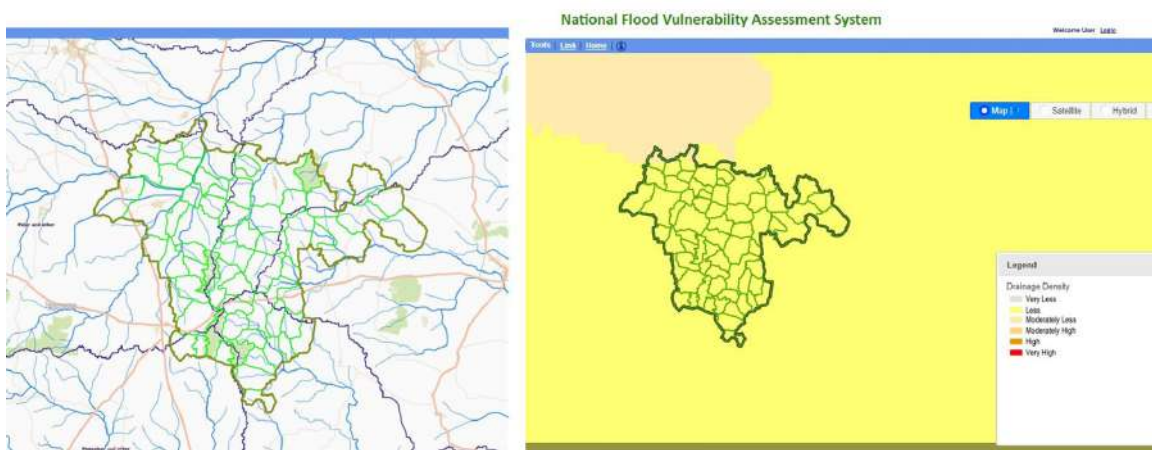 National Flood Vulnerability Assessment System
Welcome User Login
Tools Link Home
Map
Satellite
Hybrid
Legend
Drainage Density
Very Less
Less
Moderately Less
Moderately High
High
Very High